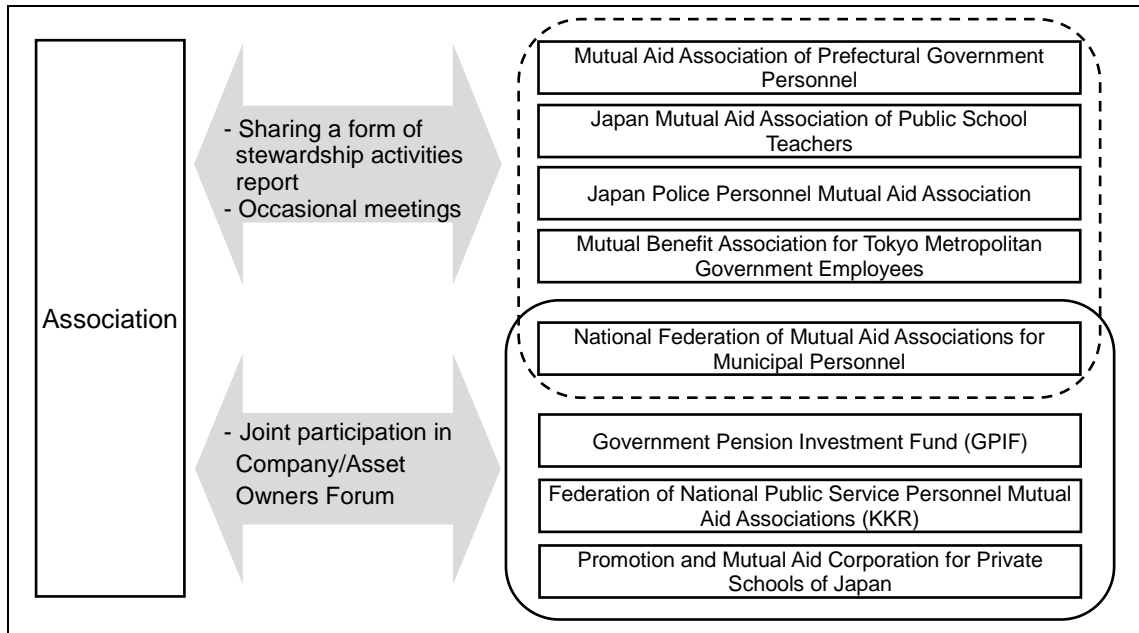 Association
- Sharing a form of
stewardship activities
report
- Occasional meetings
- Joint participation in
Company/Asset
Owners Forum
Mutual Aid Association of Prefectural Government
Personnel
Japan Mutual Aid Association of Public School
Teachers
Japan Police Personnel Mutual Aid Association
Mutual Benefit Association for Tokyo Metropolitan
Government Employees
National Federation of Mutual Aid Associations for
Municipal Personnel
Government Pension Investment Fund (GPIF)
Federation of National Public Service Personnel Mutual
Aid Associations (KKR)
Promotion and Mutual Aid Corporation for Private
Schools of Japan